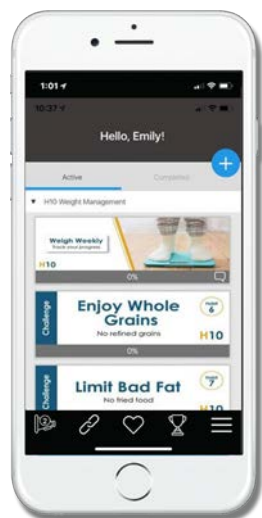 1:01
10:37
Hello, Emily!
+
Active
Completed
H10 Weight Management
Weigh Weekly
Track your progress
H10
0%
Challenge
Enjoy Whole
Grains
No refined grains
6
H10
0%
Challenge
Limit Bad Fat
No fried food
7
H10